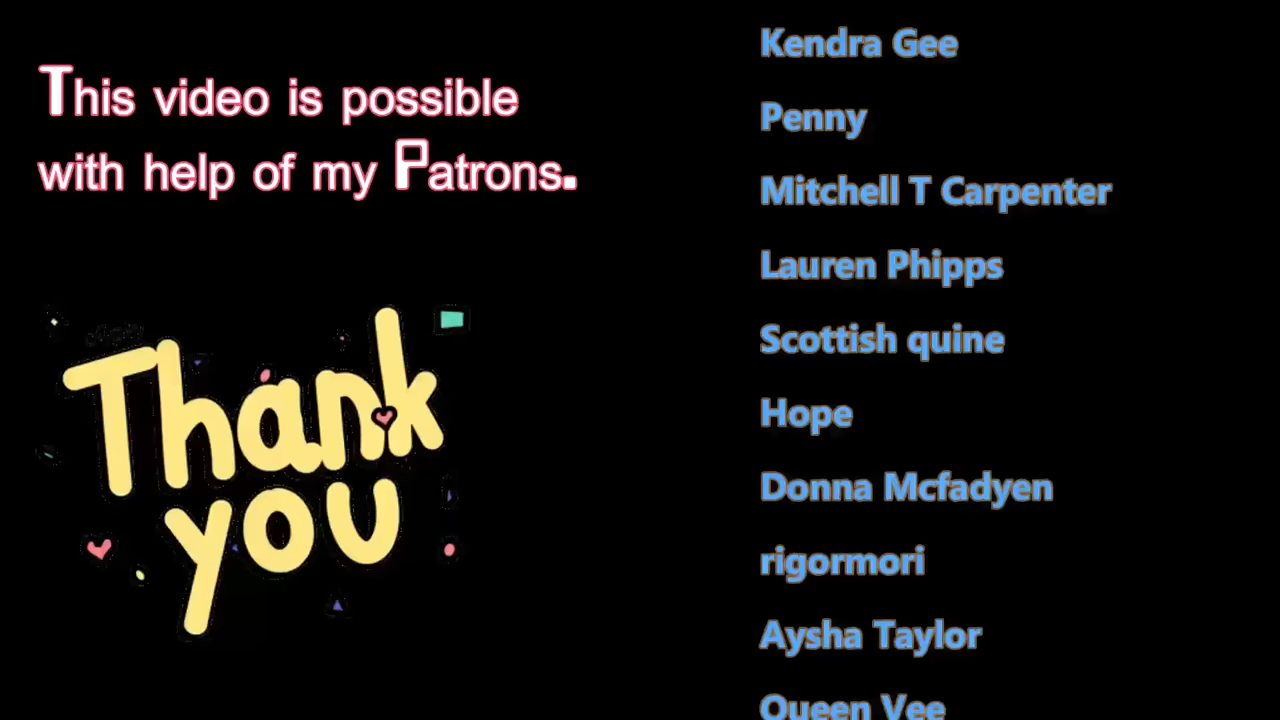 This video is possible
with help of my Patrons.
Thank
you
Kendra Gee
Penny
Mitchell T Carpenter
Lauren Phipps
Scottish quine
Hope
Donna Mcfadyen
rigormori
Aysha Taylor
Queen Vee